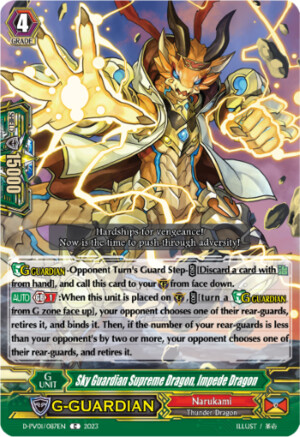 4
GRADE
15000
Hardships for vengeance!
Now is the time to push through adversity!
G GUARDIAN -Opponent Turn's Guard Step- [Discard a card with
from hand], and call this card to your from face down.
AUTO :When this unit is placed on , [turn a G GUARDIAN
from G zone face up], your opponent chooses one of their rear-guards,
retires it, and binds it. Then, if the number of your rear-guards is less
than your opponent's by two or more, your opponent chooses one of
their rear-guards, and retires it.
G UNIT
Sky Guardian Supreme Dragon, Impede Dragon
G-GUARDIAN
Narukami
Thunder Dragon
D-PV01/087EN C 2023
ILLUST /